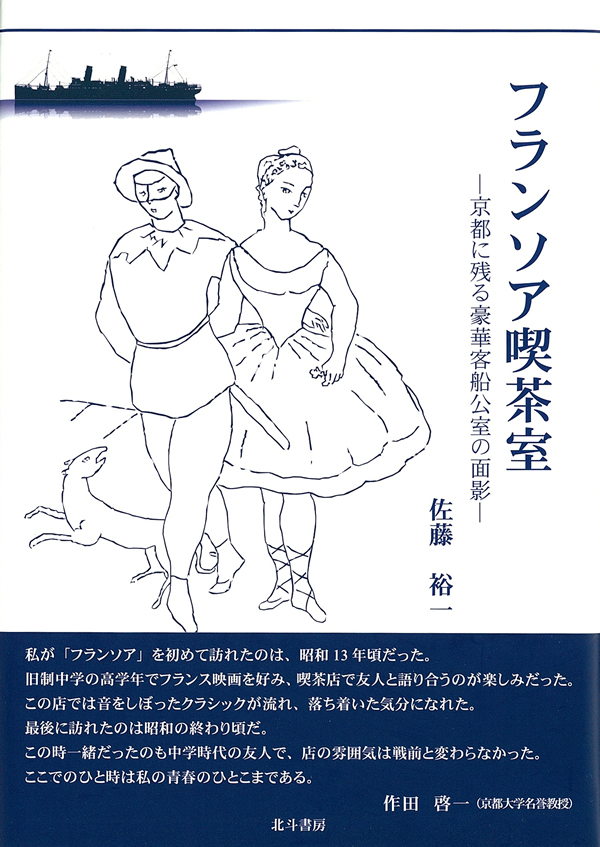 フランソア喫茶室
―京都に残る豪華客船公室の面影―
佐藤 裕一
私が「フランソア」を初めて訪れたのは、昭和13年頃だった。
旧制中学の高学年でフランス映画を好み、喫茶店で友人と語り合うのが楽しみだった。
この店では音をしぼったクラシックが流れ、落ち着いた気分になれた。
最後に訪れたのは昭和の終わり頃だ。
この時一緒だったのも中学時代の友人で、店の雰囲気は戦前と変わらなかった。
ここでのひと時は私の青春のひとこまである。
作田 啓一（京都大学名誉教授）
北斗書房